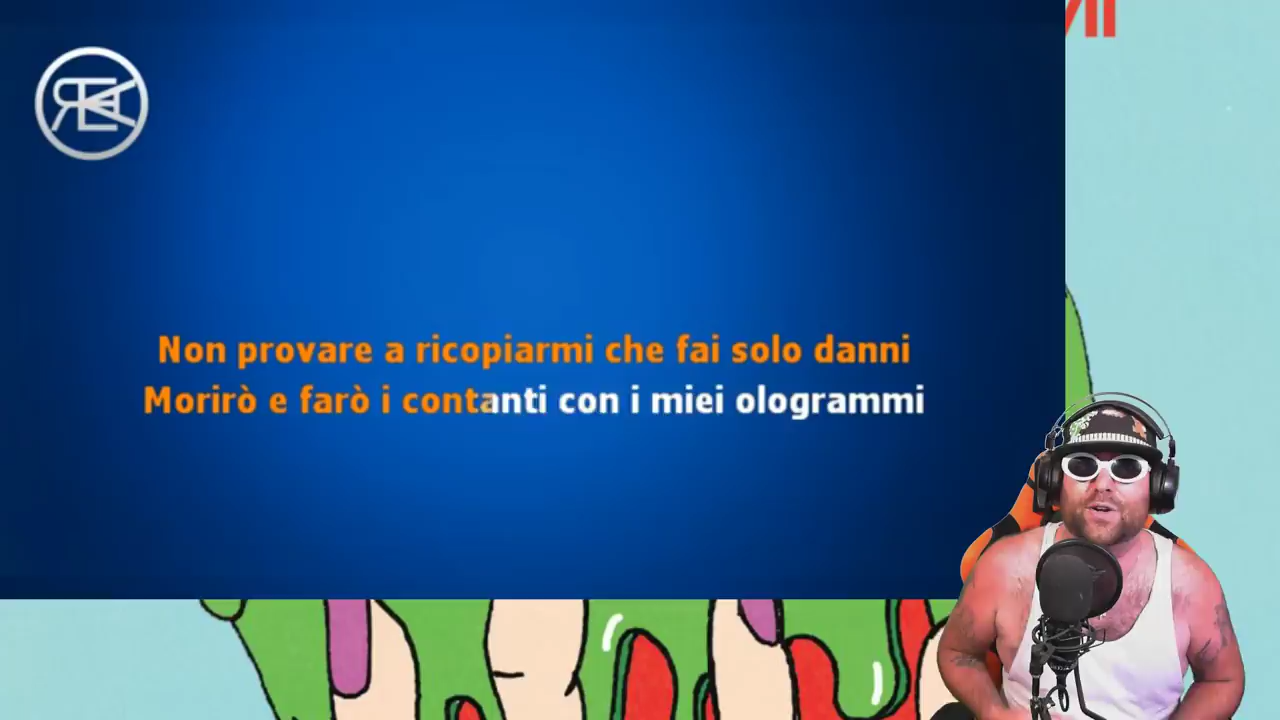 Non provare a ricopiarmi che fai solo danni
Morirò e farò i contanti con i miei ologrammi